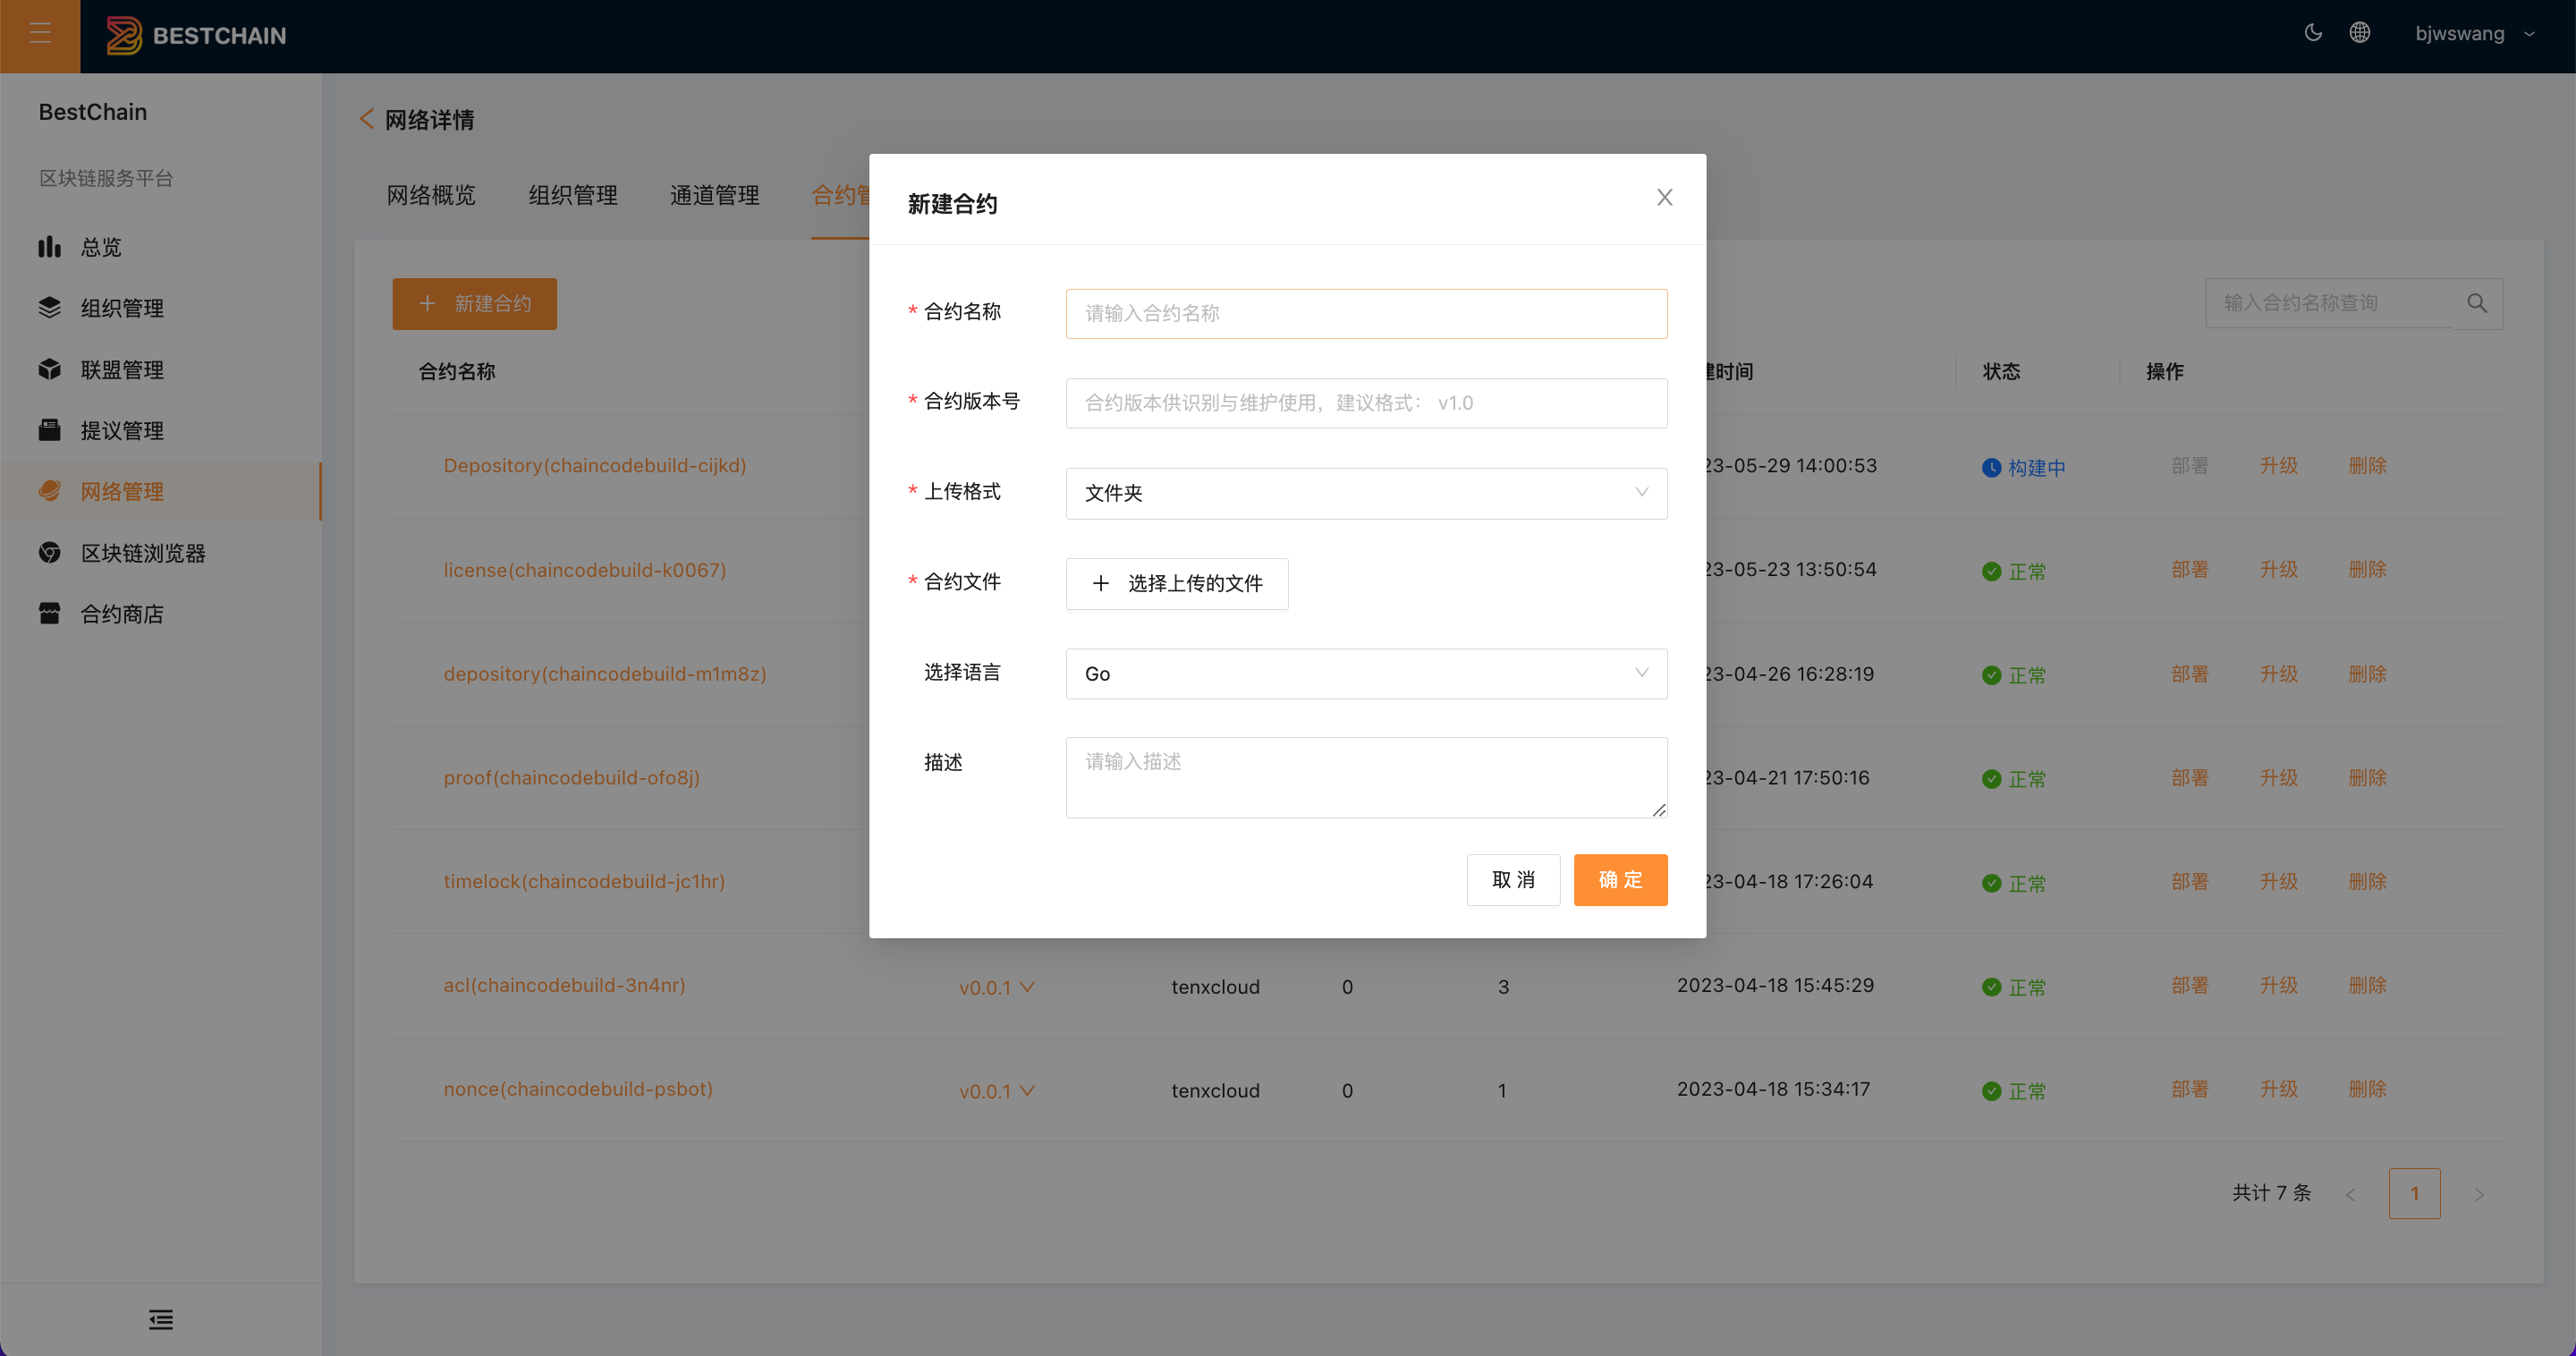 BESTCHAIN
bjwswang
BestChain
区块链服务平台
总览
组织管理
联盟管理
提议管理
网络管理
区块链浏览器
合约商店
网络详情
网络概览 组织管理 通道管理 合约
新建合约
输入合约名称查询
合约名称 时间 状态 操作
Depository(chaincodebuild-cijkd) 23-05-29 14:00:53 构建中 部署 升级 删除
license(chaincodebuild-k0067) 23-05-23 13:50:54 正常 部署 升级 删除
depository(chaincodebuild-m1m8z) 23-04-26 16:28:19 正常 部署 升级 删除
proof(chaincodebuild-ofo8j) 23-04-21 17:50:16 正常 部署 升级 删除
timelock(chaincodebuild-jc1hr) 23-04-18 17:26:04 正常 部署 升级 删除
acl(chaincodebuild-3n4nr) v0.0.1 tenxcloud 0 3 2023-04-18 15:45:29 正常 部署 升级 删除
nonce(chaincodebuild-psbot) v0.0.1 tenxcloud 0 1 2023-04-18 15:34:17 正常 部署 升级 删除
共计 7 条 < 1 >
新建合约
* 合约名称 请输入合约名称
* 合约版本号 合约版本供识别与维护使用，建议格式： v1.0
* 上传格式 文件夹
* 合约文件 + 选择上传的文件
选择语言 Go
描述 请输入描述
取 消 确 定